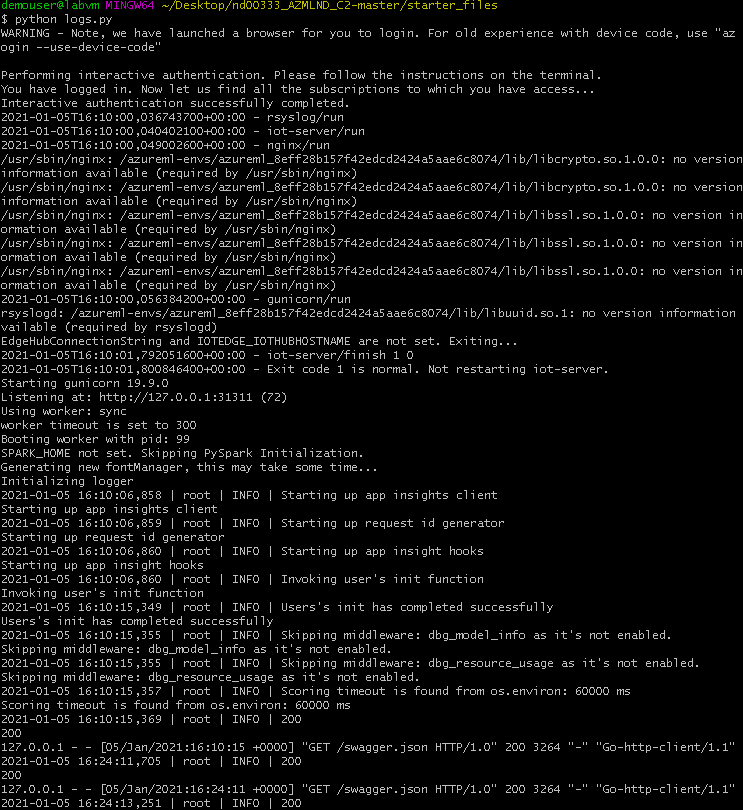 demouser@labvm MINGW64 ~/Desktop/nd00333_AZMLND_C2-master/starter_files
$ python logs.py
WARNING - Note, we have launched a browser for you to login. For old experience with device code, use "az
ogin --use-device-code"
Performing interactive authentication. Please follow the instructions on the terminal.
You have logged in. Now let us find all the subscriptions to which you have access...
Interactive authentication successfully completed.
2021-01-05T16:10:00,036743700+00:00 - rsyslog/run
2021-01-05T16:10:00,040402100+00:00 - iot-server/run
2021-01-05T16:10:00,049002600+00:00 - nginx/run
/usr/sbin/nginx: /azureml-envs/azureml_8eff28b157f42edcd2424a5aae6c8074/lib/libcrypto.so.1.0.0: no version
information available (required by /usr/sbin/nginx)
/usr/sbin/nginx: /azureml-envs/azureml_8eff28b157f42edcd2424a5aae6c8074/lib/libcrypto.so.1.0.0: no version
information available (required by /usr/sbin/nginx)
/usr/sbin/nginx: /azureml-envs/azureml_8eff28b157f42edcd2424a5aae6c8074/lib/libssl.so.1.0.0: no version in
ormation available (required by /usr/sbin/nginx)
/usr/sbin/nginx: /azureml-envs/azureml_8eff28b157f42edcd2424a5aae6c8074/lib/libssl.so.1.0.0: no version in
ormation available (required by /usr/sbin/nginx)
/usr/sbin/nginx: /azureml-envs/azureml_8eff28b157f42edcd2424a5aae6c8074/lib/libssl.so.1.0.0: no version in
ormation available (required by /usr/sbin/nginx)
2021-01-05T16:10:00,056384200+00:00 - gunicorn/run
rsyslogd: /azureml-envs/azureml_8eff28b157f42edcd2424a5aae6c8074/lib/libuuid.so.1: no version information
vailable (required by rsyslogd)
EdgeHubConnectionString and IOTEDGE_IOTHUBHOSTNAME are not set. Exiting...
2021-01-05T16:10:01,792051600+00:00 - iot-server/finish 1 0
2021-01-05T16:10:01,800846400+00:00 - Exit code 1 is normal. Not restarting iot-server.
Starting gunicorn 19.9.0
Listening at: http://127.0.0.1:31311 (72)
Using worker: sync
worker timeout is set to 300
Booting worker with pid: 99
SPARK_HOME not set. Skipping PySpark Initialization.
Generating new fontManager, this may take some time...
Initializing logger
2021-01-05 16:10:06,858 | root | INFO | Starting up app insights client
Starting up app insights client
2021-01-05 16:10:06,859 | root | INFO | Starting up request id generator
Starting up request id generator
2021-01-05 16:10:06,860 | root | INFO | Starting up app insight hooks
Starting up app insight hooks
2021-01-05 16:10:06,860 | root | INFO | Invoking user's init function
Invoking user's init function
2021-01-05 16:10:15,349 | root | INFO | Users's init has completed successfully
Users's init has completed successfully
2021-01-05 16:10:15,355 | root | INFO | Skipping middleware: dbg_model_info as it's not enabled.
Skipping middleware: dbg_model_info as it's not enabled.
2021-01-05 16:10:15,355 | root | INFO | Skipping middleware: dbg_resource_usage as it's not enabled.
Skipping middleware: dbg_resource_usage as it's not enabled.
2021-01-05 16:10:15,357 | root | INFO | Scoring timeout is found from os.environ: 60000 ms
Scoring timeout is found from os.environ: 60000 ms
2021-01-05 16:10:15,369 | root | INFO | 200
200
127.0.0.1 - - [05/Jan/2021:16:10:15 +0000] "GET /swagger.json HTTP/1.0" 200 3264 "-" "Go-http-client/1.1"
2021-01-05 16:24:11,705 | root | INFO | 200
200
127.0.0.1 - - [05/Jan/2021:16:24:11 +0000] "GET /swagger.json HTTP/1.0" 200 3264 "-" "Go-http-client/1.1"
2021-01-05 16:24:13,251 | root | INFO | 200